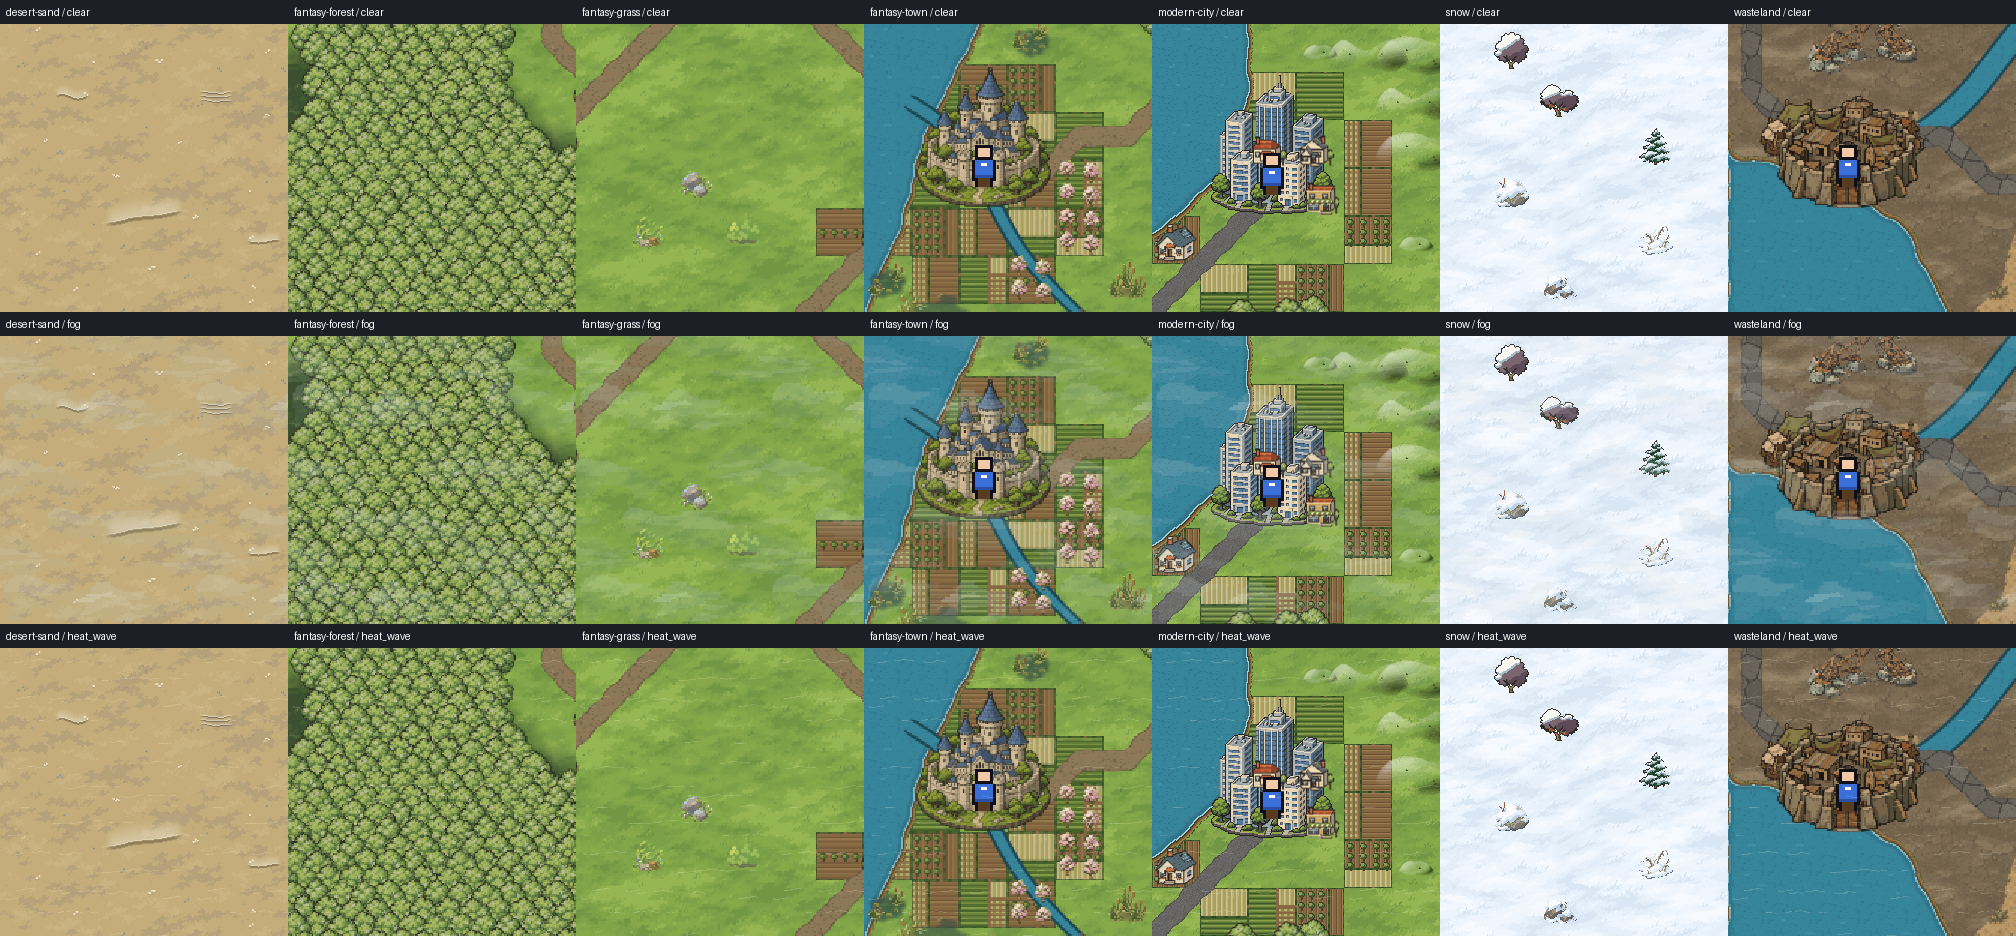 desert-sand / clear
fantasy-forest / clear
fantasy-grass / clear
fantasy-town / clear
modern-city / clear
snow / clear
wasteland / clear
desert-sand / fog
fantasy-forest / fog
fantasy-grass / fog
fantasy-town / fog
modern-city / fog
snow / fog
wasteland / fog
desert-sand / heat_wave
fantasy-forest / heat_wave
fantasy-grass / heat_wave
fantasy-town / heat_wave
modern-city / heat_wave
snow / heat_wave
wasteland / heat_wave